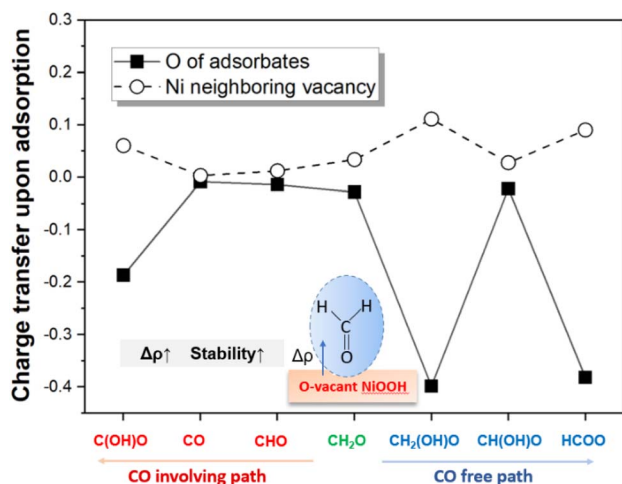 0.3
0.2
0.1
0.0
-0.1
-0.2
-0.3
-0.4
Charge transfer upon adsorption
O of adsorbates
Ni neighboring vacancy
H H
C
O
Δρ↑ Stability↑
Δρ
O-vacant NiOOH
C(OH)O CO CHO CH₂O CH₂(OH)O CH(OH)O HCOO
CO involving path CO free path